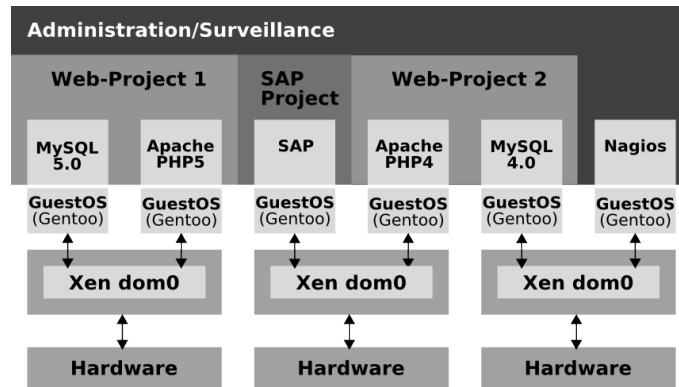 Administration/Surveillance
Web-Project 1
SAP
Project
Web-Project 2
MySQL
5.0
Apache
PHP5
SAP
Apache
PHP4
MySQL
4.0
Nagios
GuestOS
(Gentoo)
GuestOS
(Gentoo)
GuestOS
(Gentoo)
GuestOS
(Gentoo)
GuestOS
(Gentoo)
GuestOS
(Gentoo)
Xen dom0
Xen dom0
Xen dom0
Hardware
Hardware
Hardware